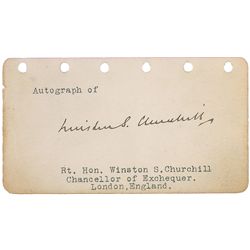 Autograph of
Winston S. Churchill
Rt. Hon. Winston S.Churchill
Chancellor of Exchequer.
London,England.